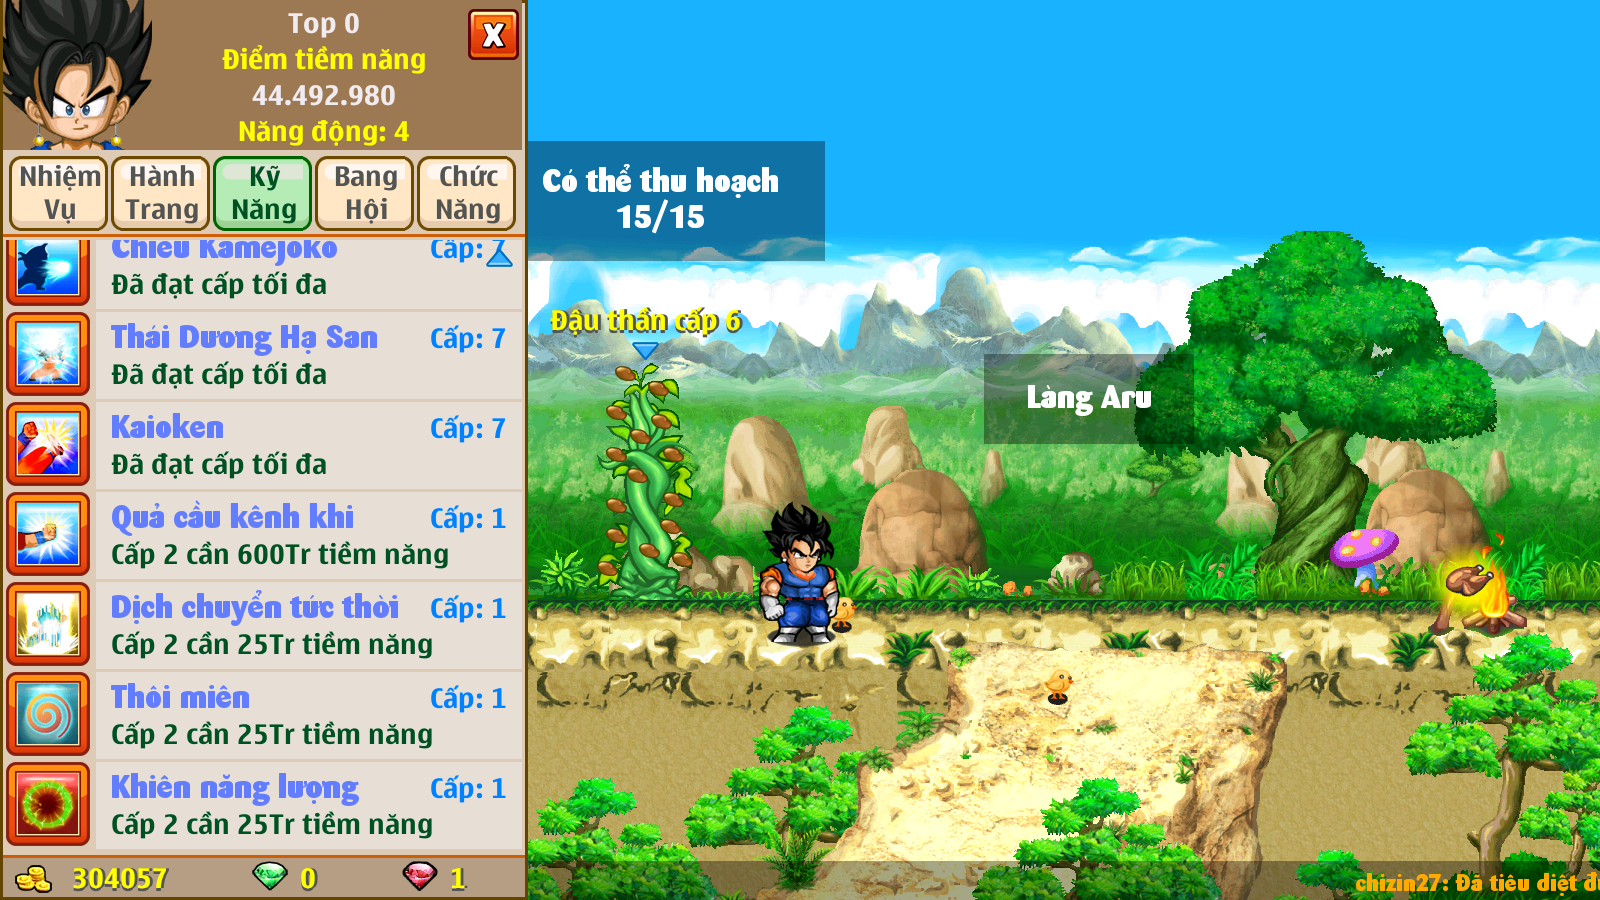 Top 0
Điểm tiềm năng
44.492.980
Năng động: 4
X
Nhiệm Vụ
Hành Trang
Kỹ Năng
Bang Hội
Chức Năng
Chiêu Kamejoko Cấp: 7
Đã đạt cấp tối đa
Thái Dương Hạ San Cấp: 7
Đã đạt cấp tối đa
Kaioken Cấp: 7
Đã đạt cấp tối đa
Quả cầu kênh khi Cấp: 1
Cấp 2 cần 600Tr tiềm năng
Dịch chuyển tức thời Cấp: 1
Cấp 2 cần 25Tr tiềm năng
Thôi miên Cấp: 1
Cấp 2 cần 25Tr tiềm năng
Khiên năng lượng Cấp: 1
Cấp 2 cần 25Tr tiềm năng
304057 0 1
Có thể thu hoạch
15/15
Đậu thần cấp 6
Làng Aru
chizin27: Đã tiêu diệt